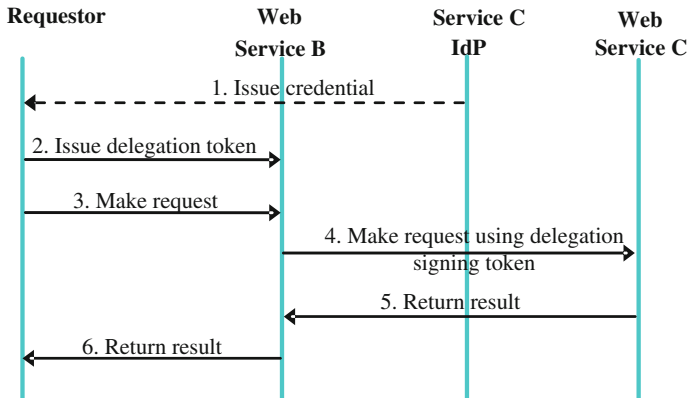 Requestor
Web
Service B
Service C
IdP
Web
Service C
1. Issue credential
2. Issue delegation token
3. Make request
4. Make request using delegation
signing token
5. Return result
6. Return result